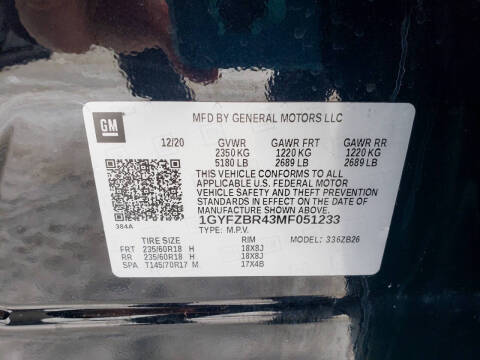 GM
MFD BY GENERAL MOTORS LLC
12/20 GVWR GAWR FRT GAWR RR
2350 KG 1220 KG 1220 KG
5180 LB 2689 LB 2689 LB
THIS VEHICLE CONFORMS TO ALL
APPLICABLE U.S. FEDERAL MOTOR
VEHICLE SAFETY AND THEFT PREVENTION
STANDARDS IN EFFECT ON THE DATE
OF MANUFACTURE SHOWN ABOVE.
384A 1GYFZBR43MF051233
TYPE: M.P.V. MODEL: 336ZB26
TIRE SIZE RIM
FRT 235/60R18 H 18X8J
RR 235/60R18 H 18X8J
SPA T145/70R17 M 17X4B